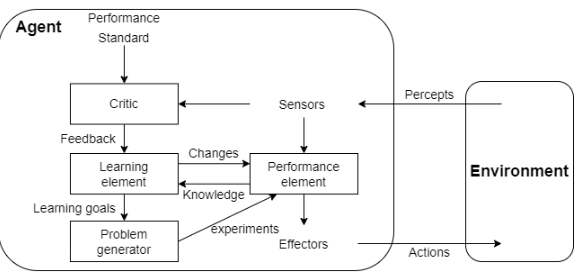 Agent
Performance
Standard
Critic
Sensors
Percepts
Feedback
Changes
Learning
element
Performance
element
Environment
Knowledge
Learning goals
experiments
Problem
generator
Effectors
Actions